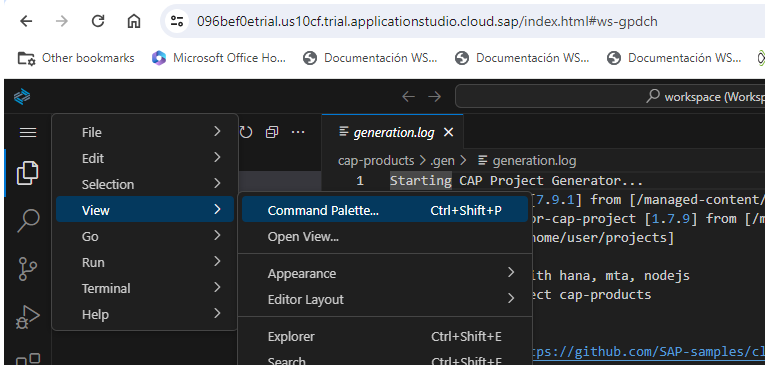 096bef0etrial.us10cf.trial.applicationstudio.cloud.sap/index.html#ws-gpdch
Other bookmarks Microsoft Office Ho... Documentación WS... Documentación WS... Documentación WS...
workspace (Worksp
File
Edit
Selection
View
Go
Run
Terminal
Help
Command Palette... Ctrl+Shift+P
Open View...
Appearance
Editor Layout
Explorer Ctrl+Shift+E
Search Ctrl+Shift+F
generation.log
cap-products > .gen > generation.log
1 Starting CAP Project Generator...
[7.9.1] from [/managed-content/
or-cap-project [1.7.9] from [/m
home/user/projects]
ith hana, mta, nodejs
ect cap-products
tps://github.com/SAP-samples/cl